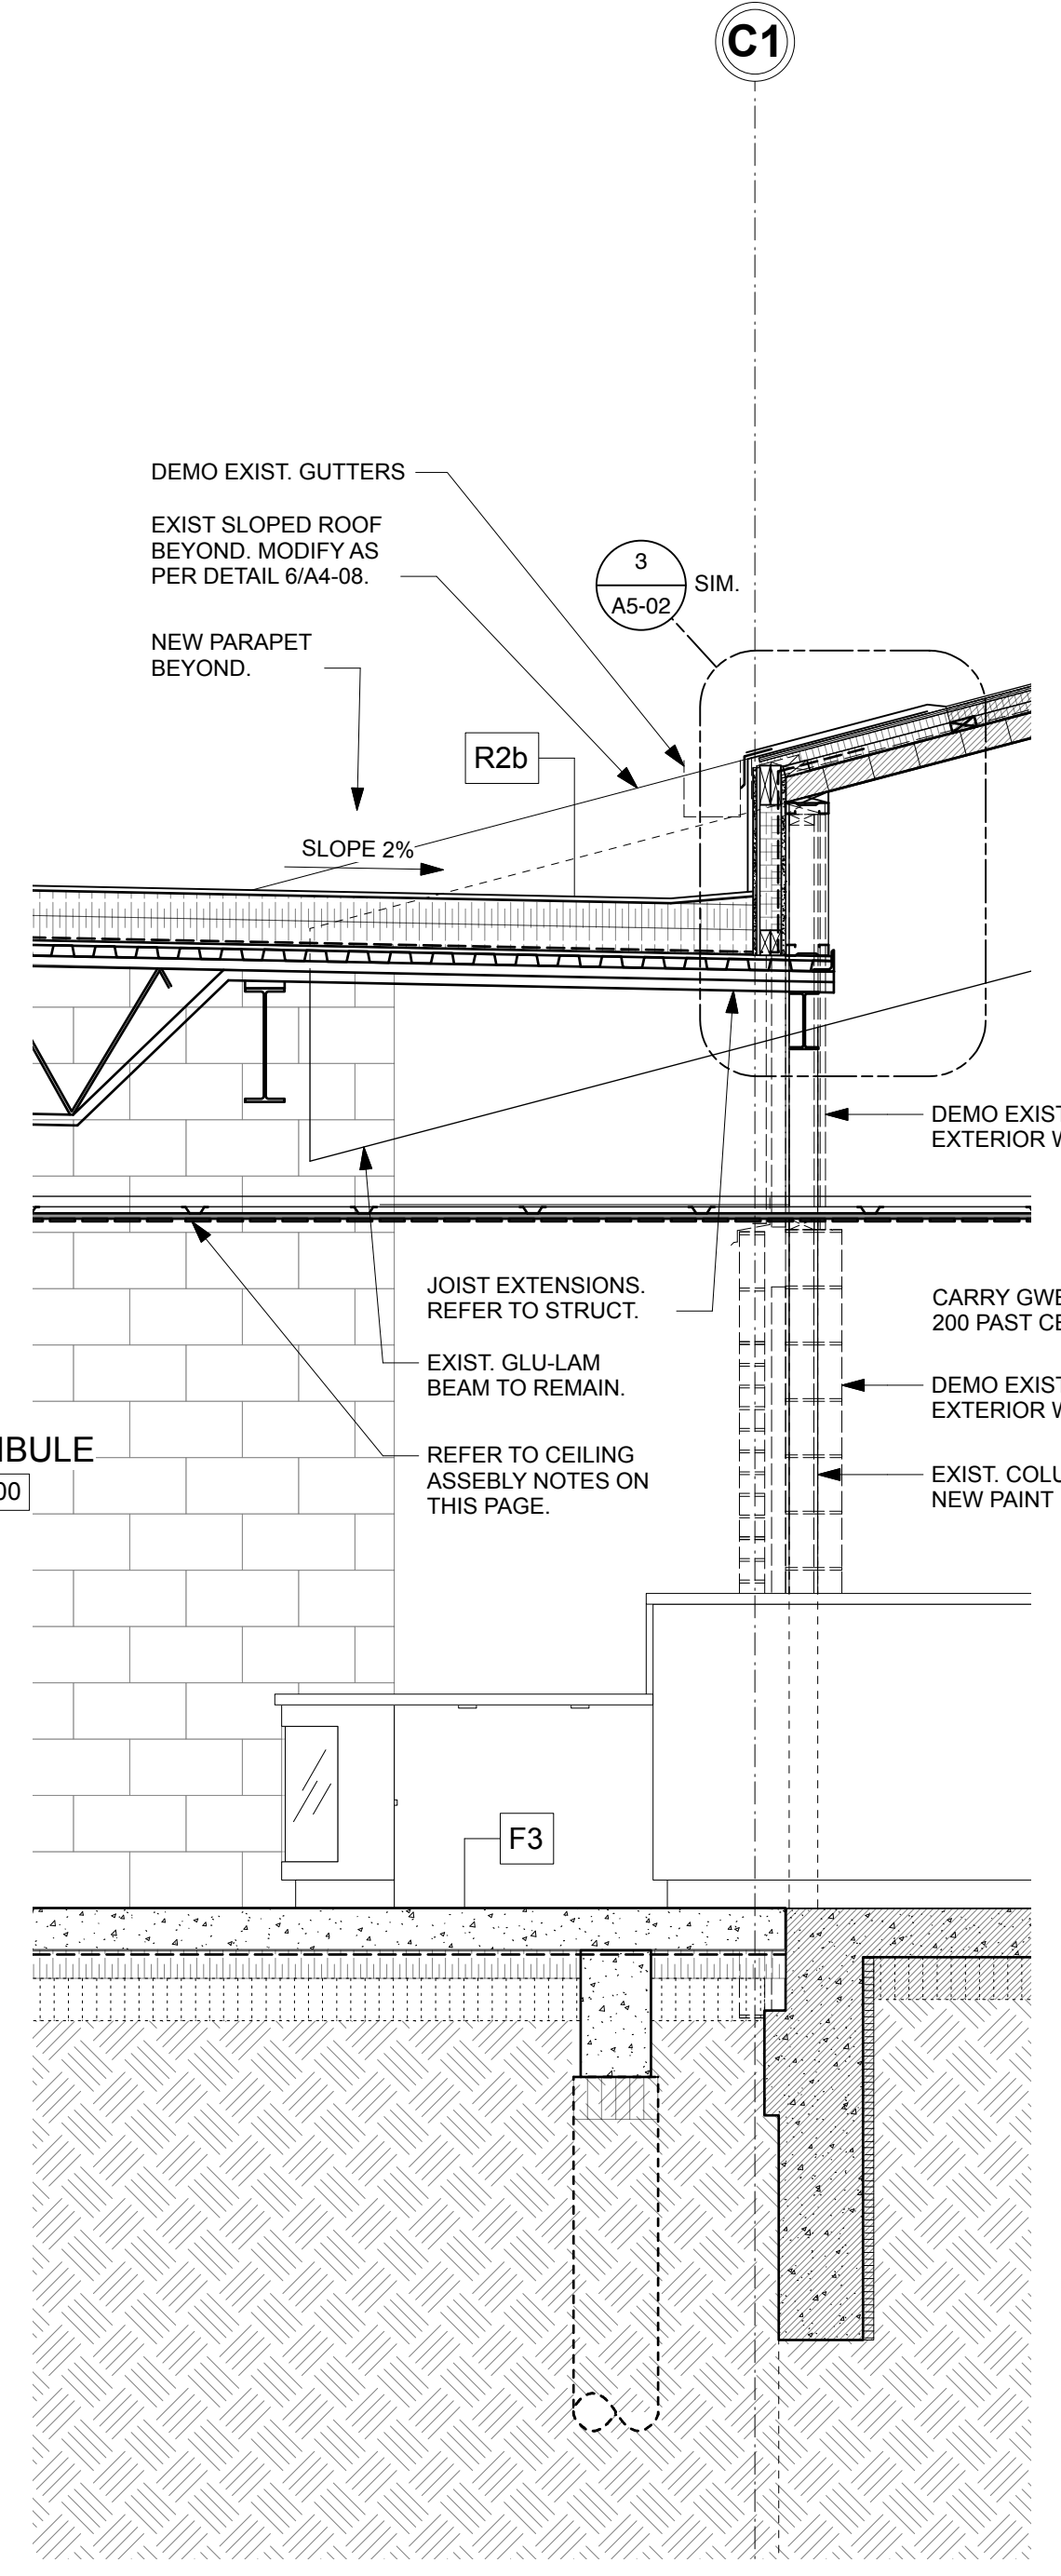 C1
DEMO EXIST. GUTTERS
EXIST SLOPED ROOF
BEYOND. MODIFY AS
PER DETAIL 6/A4-08.
3
A5-02
SIM.
NEW PARAPET
BEYOND.
R2b
SLOPE 2%
DEMO EXIST
EXTERIOR W
JOIST EXTENSIONS.
REFER TO STRUCT.
CARRY GWB
200 PAST CE
EXIST. GLU-LAM
BEAM TO REMAIN.
DEMO EXIST
EXTERIOR W
IBULE
00
REFER TO CEILING
ASSEBLY NOTES ON
THIS PAGE.
EXIST. COLU
NEW PAINT
F3